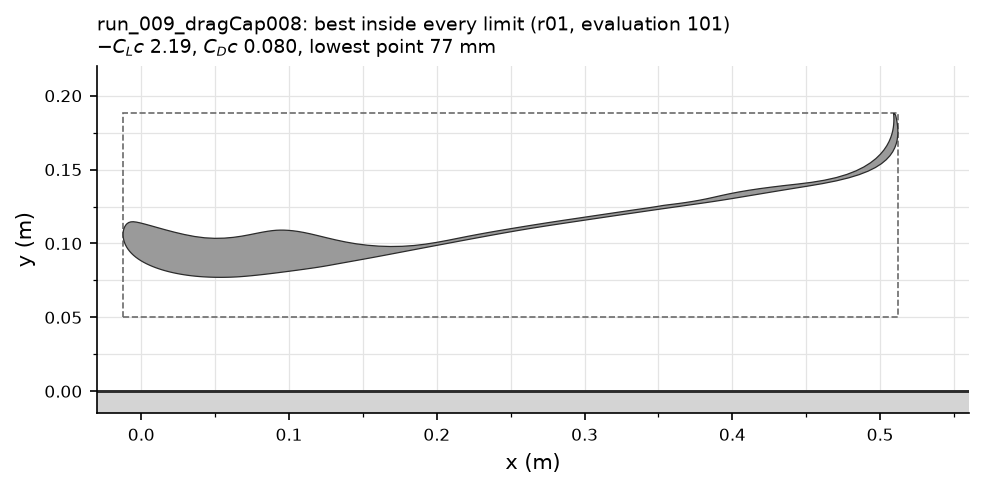 run_009_dragCap008: best inside every limit (r01, evaluation 101)
−C_Lc 2.19, C_Dc 0.080, lowest point 77 mm
0.20
0.15
0.10
0.05
0.00
y (m)
0.0 0.1 0.2 0.3 0.4 0.5
x (m)